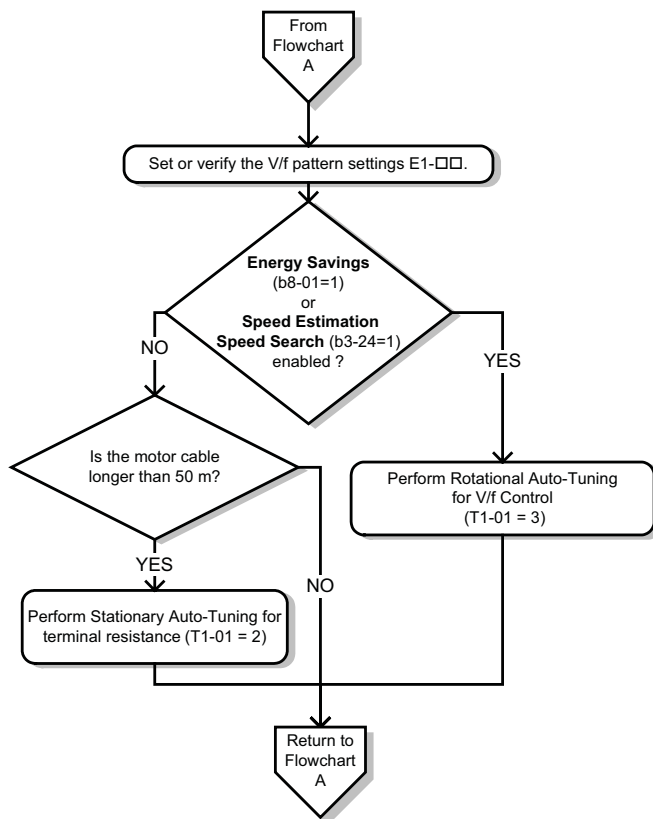 From
Flowchart
A
Set or verify the V/f pattern settings E1-□□.
Energy Savings
(b8-01=1)
or
Speed Estimation
Speed Search (b3-24=1)
enabled ?
NO
YES
Is the motor cable
longer than 50 m?
Perform Rotational Auto-Tuning
for V/f Control
(T1-01 = 3)
YES
NO
Perform Stationary Auto-Tuning for
terminal resistance (T1-01 = 2)
Return to
Flowchart
A